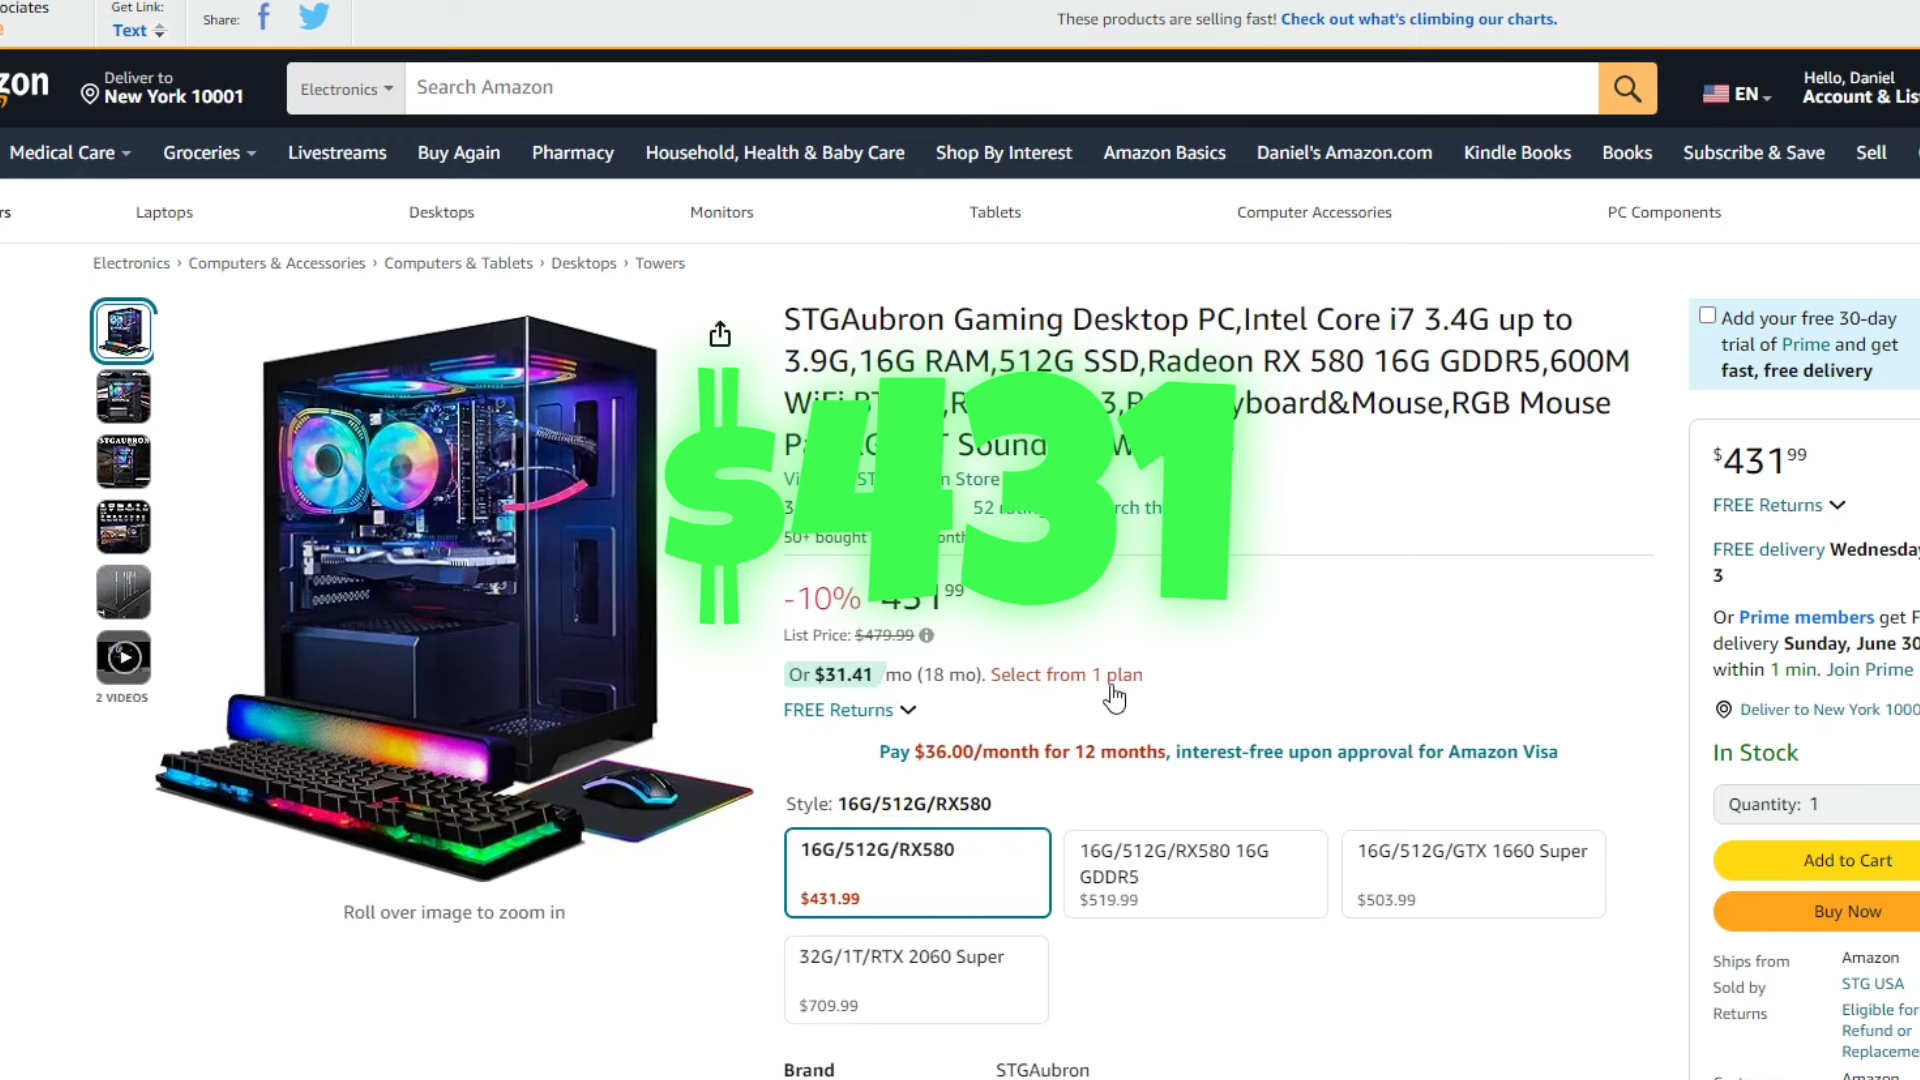 ociates
Get Link:
Text
Share:
These products are selling fast! Check out what's climbing our charts.
zon
Deliver to
New York 10001
Electronics
Search Amazon
EN
Hello, Daniel
Account & Lis
Medical Care
Groceries
Livestreams
Buy Again
Pharmacy
Household, Health & Baby Care
Shop By Interest
Amazon Basics
Daniel's Amazon.com
Kindle Books
Books
Subscribe & Save
Sell
rs
Laptops
Desktops
Monitors
Tablets
Computer Accessories
PC Components
Electronics › Computers & Accessories › Computers & Tablets › Desktops › Towers
STGAUBRON
2 VIDEOS
Roll over image to zoom in
STGAubron Gaming Desktop PC,Intel Core i7 3.4G up to
3.9G,16G RAM,512G SSD,Radeon RX 580 16G GDDR5,600M
WiFi yboard&Mouse,RGB Mouse
Sound
$431
n Store
52
50+ bought
-10%
99
List Price: $479.99
Or $31.41 /mo (18 mo). Select from 1 plan
FREE Returns
Pay $36.00/month for 12 months, interest-free upon approval for Amazon Visa
Style: 16G/512G/RX580
16G/512G/RX580
$431.99
16G/512G/RX580 16G
GDDR5
$519.99
16G/512G/GTX 1660 Super
$503.99
32G/1T/RTX 2060 Super
$709.99
Brand STGAubron
Add your free 30-day
trial of Prime and get
fast, free delivery
$431.99
FREE Returns
FREE delivery Wednesday
3
Or Prime members get F
delivery Sunday, June 30
within 1 min. Join Prime
Deliver to New York 1000
In Stock
Quantity: 1
Add to Cart
Buy Now
Ships from Amazon
Sold by STG USA
Returns Eligible for
Refund or
Replaceme